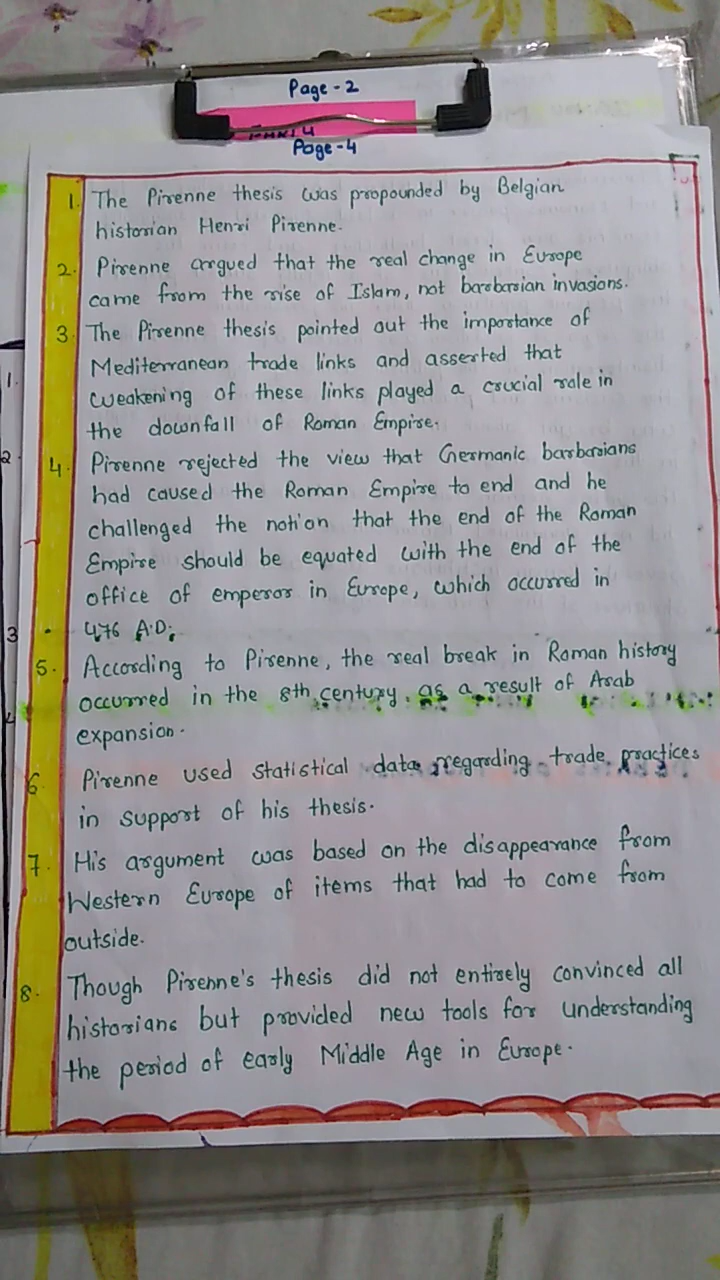 Page - 2
Page - 4
1. The Pirenne thesis was propounded by Belgian
historian Henri Pirenne.
2. Pirenne argued that the real change in Europe
came from the rise of Islam, not barbarian invasions.
3. The Pirenne thesis pointed out the importance of
Mediterranean trade links and asserted that
weakening of these links played a crucial role in
the downfall of Roman Empire.
4. Pirenne rejected the view that Germanic barbarians
had caused the Roman Empire to end and he
challenged the notion that the end of the Roman
Empire should be equated with the end of the
office of emperor in Europe, which occurred in
476 A.D.
5. According to Pirenne, the real break in Roman history
occurred in the 8th century as a result of Arab
expansion.
6. Pirenne used statistical data regarding trade practices
in support of his thesis.
7. His argument was based on the disappearance from
Western Europe of items that had to come from
outside.
8. Though Pirenne's thesis did not entirely convinced all
historians but provided new tools for understanding
the period of early Middle Age in Europe.
1.
2
3